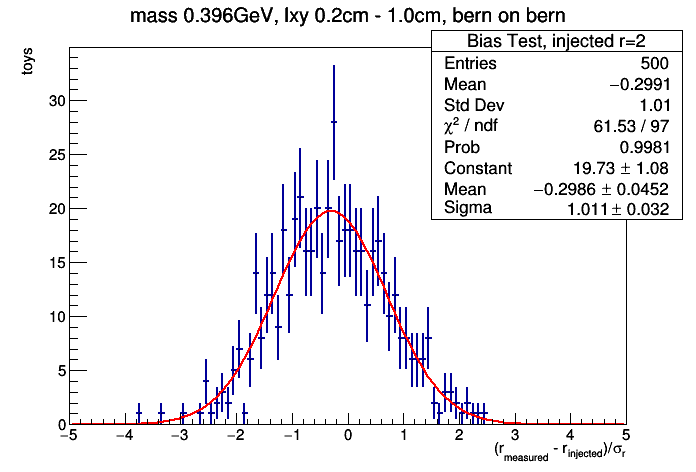 mass 0.396GeV, lxy 0.2cm - 1.0cm, bern on bern
toys
Bias Test, injected r=2
Entries 500
Mean −0.2991
Std Dev 1.01
χ² / ndf 61.53 / 97
Prob 0.9981
Constant 19.73 ± 1.08
Mean −0.2986 ± 0.0452
Sigma 1.011 ± 0.032
30
25
20
15
10
5
0
−5 −4 −3 −2 −1 0 1 2 3 4 5
(r_measured - r_injected)/σ_r